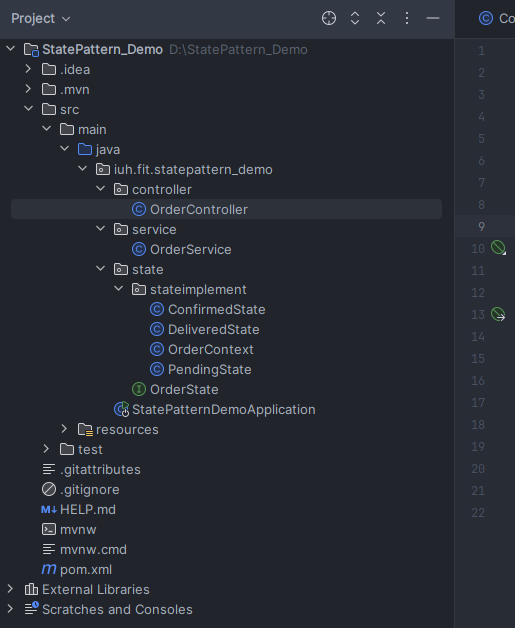 Project
Co
StatePattern_Demo D:\StatePattern_Demo
.idea
.mvn
src
main
java
iuh.fit.statepattern_demo
controller
OrderController
service
OrderService
state
stateimplement
ConfirmedState
DeliveredState
OrderContext
PendingState
OrderState
StatePatternDemoApplication
resources
test
.gitattributes
.gitignore
HELP.md
mvnw
mvnw.cmd
pom.xml
External Libraries
Scratches and Consoles
1
2
3
4
5
6
7
8
9
10
11
12
13
14
15
16
17
18
19
20
21
22